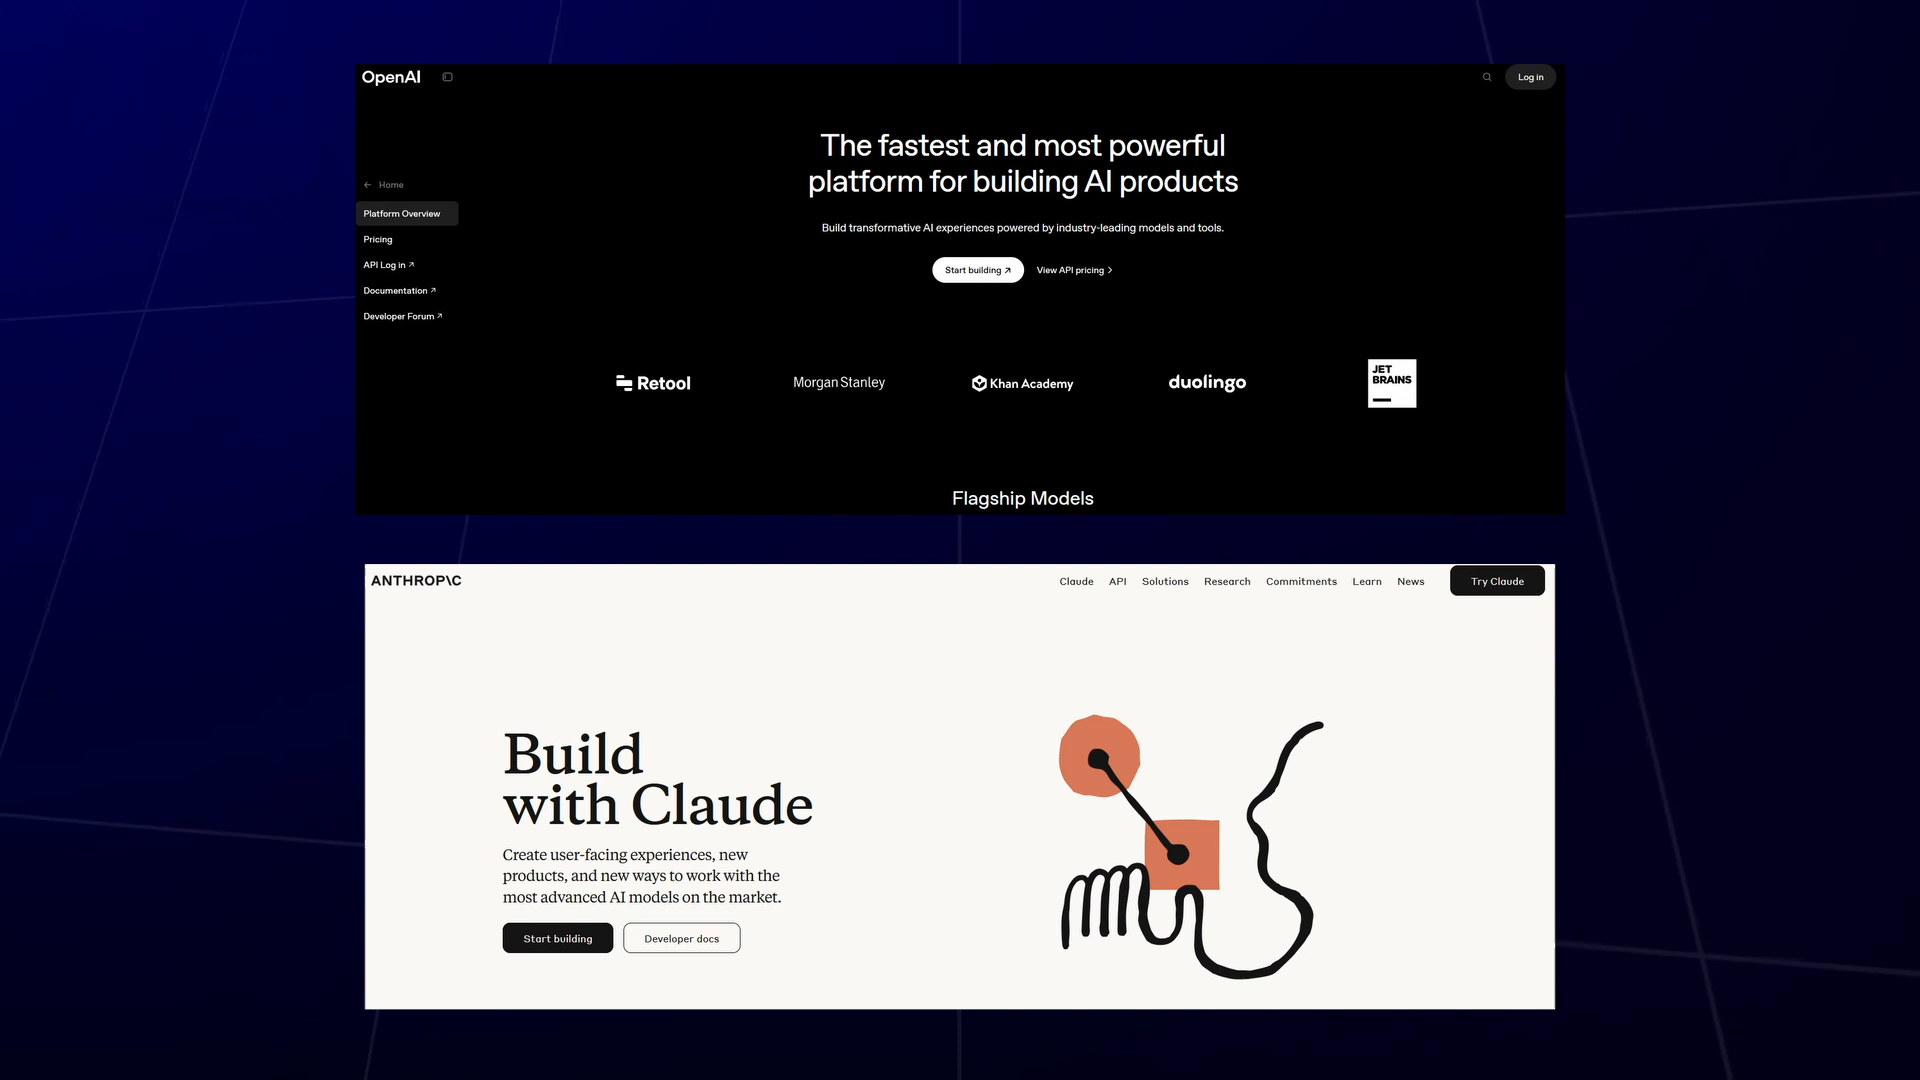 OpenAI
Log in
The fastest and most powerful
platform for building AI products
Build transformative AI experiences powered by industry-leading models and tools.
Start building ↗ View API pricing >
← Home
Platform Overview
Pricing
API Log in ↗
Documentation ↗
Developer Forum ↗
Retool
Morgan Stanley
Khan Academy
duolingo
JET
BRAINS
Flagship Models
ANTHROP\C
Claude API Solutions Research Commitments Learn News Try Claude
Build
with Claude
Create user-facing experiences, new
products, and new ways to work with the
most advanced AI models on the market.
Start building Developer docs